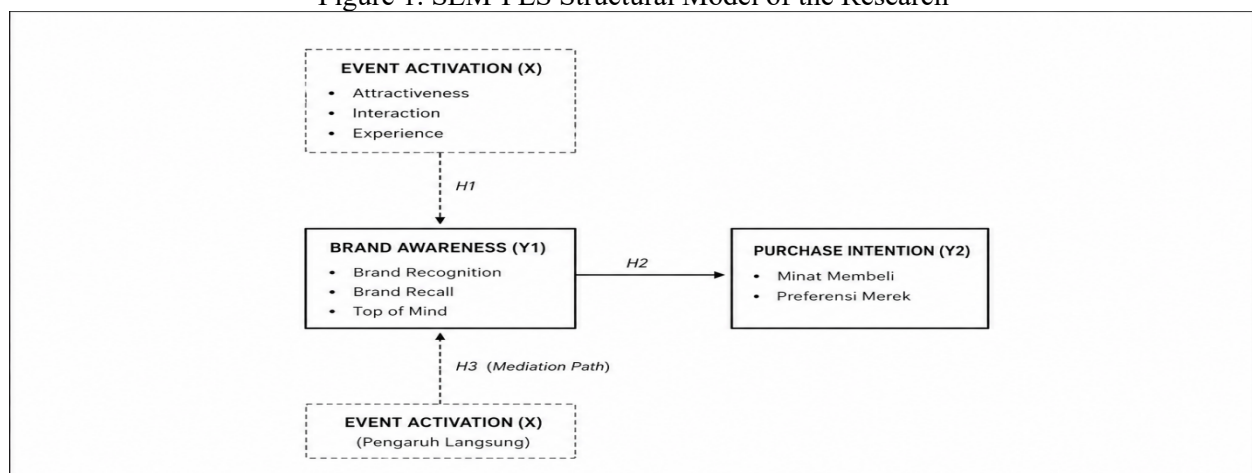 Figure 1. SEM-PLS Structural Model of the Research
EVENT ACTIVATION (X)
• Attractiveness
• Interaction
• Experience
H1
BRAND AWARENESS (Y1)
• Brand Recognition
• Brand Recall
• Top of Mind
H2
PURCHASE INTENTION (Y2)
• Minat Membeli
• Preferensi Merek
H3 (Mediation Path)
EVENT ACTIVATION (X)
(Pengaruh Langsung)